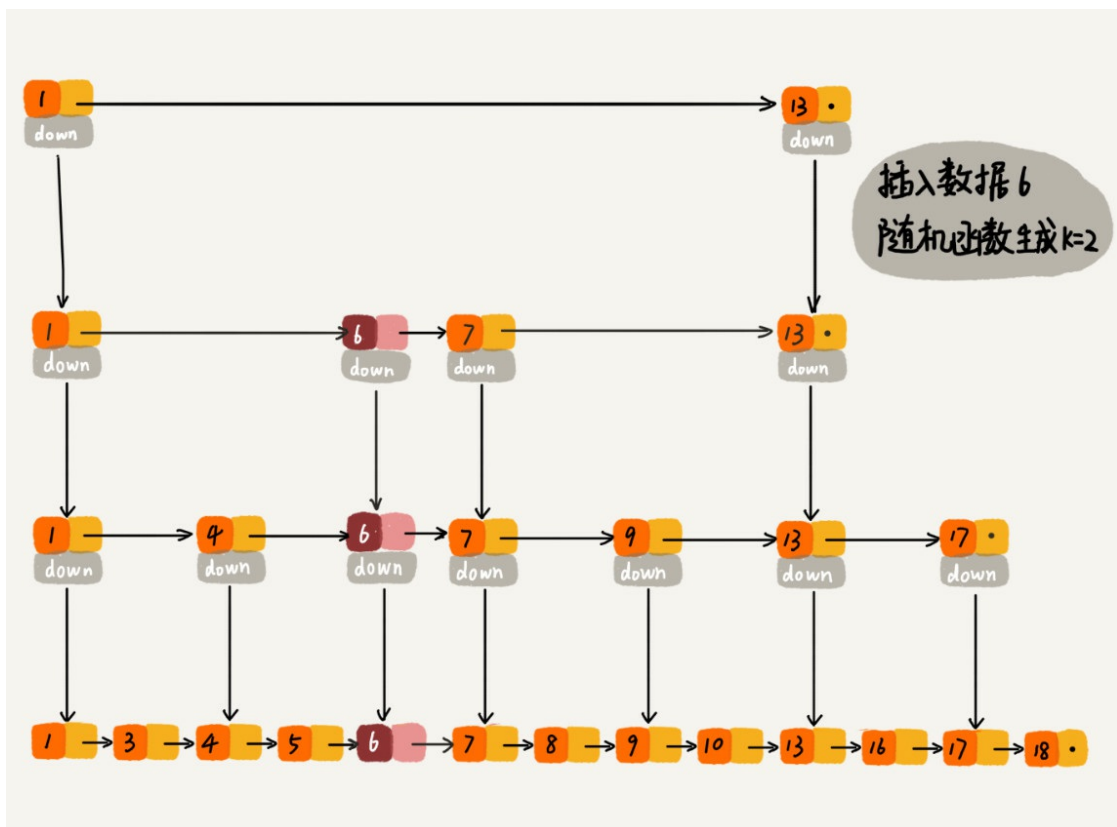 1 13
down down
插入数据6
随机函数生成K=2
1 6 7 13
down down down down
1 4 6 7 9 13 17
down down down down down down down
1 3 4 5 6 7 8 9 10 13 16 17 18